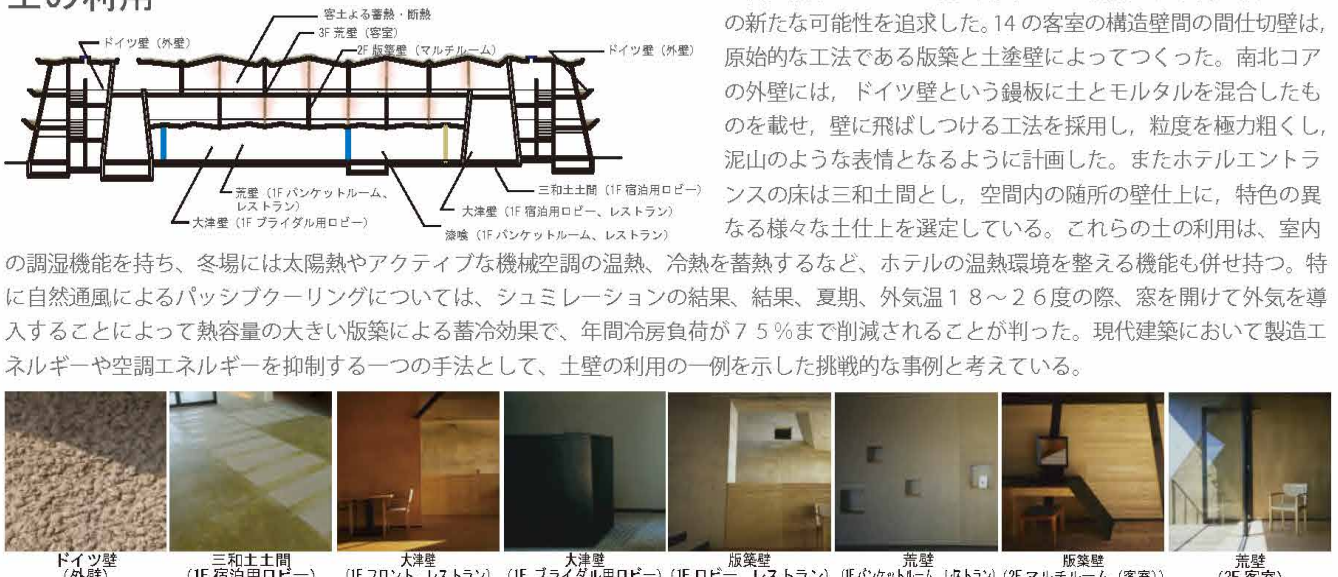 土の利用
の新たな可能性を追求した。14 の客室の構造壁間の間仕切壁は,
原始的な工法である版築と土塗壁によってつくった。南北コア
の外壁には，ドイツ壁という鏝板に土とモルタルを混合したも
のを載せ，壁に飛ばしつける工法を採用し，粒度を極力粗くし,
泥山のような表情となるように計画した。またホテルエントラ
ンスの床は三和土間とし，空間内の随所の壁仕上に，特色の異
なる様々な土仕上を選定している。これらの土の利用は、室内
の調湿機能を持ち、冬場には太陽熱やアクティブな機械空調の温熱、冷熱を蓄熱するなど、ホテルの温熱環境を整える機能も併せ持つ。特
に自然通風によるパッシブクーリングについては、シュミレーションの結果、結果、夏期、外気温１８～２６度の際、窓を開けて外気を導
入することによって熱容量の大きい版築による蓄冷効果で、年間冷房負荷が７５％まで削減されることが判った。現代建築において製造エ
ネルギーや空調エネルギーを抑制する一つの手法として、土壁の利用の一例を示した挑戦的な事例と考えている。
客土よる蓄熱・断熱
3F 荒壁（客室）
ドイツ壁（外壁）
2F 版築壁（マルチルーム）
ドイツ壁（外壁）
荒壁（1F バンケットルーム、
レストラン）
大津壁（1F ブライダル用ロビー）
三和土土間（1F 宿泊用ロビー）
大津壁（1F 宿泊用ロビー、レストラン）
漆喰（1F バンケットルーム、レストラン）
ドイツ壁
（外壁）
三和土土間
（1F 宿泊用ロビー）
大津壁
（1F フロント、レストラン）
大津壁
（1F ブライダル用ロビー）
版築壁
（1F ロビー、レストラン）
荒壁
（1F バンケットルーム、レストラン）
版築壁
（2F マルチルーム（客室））
荒壁
（2F 客室）